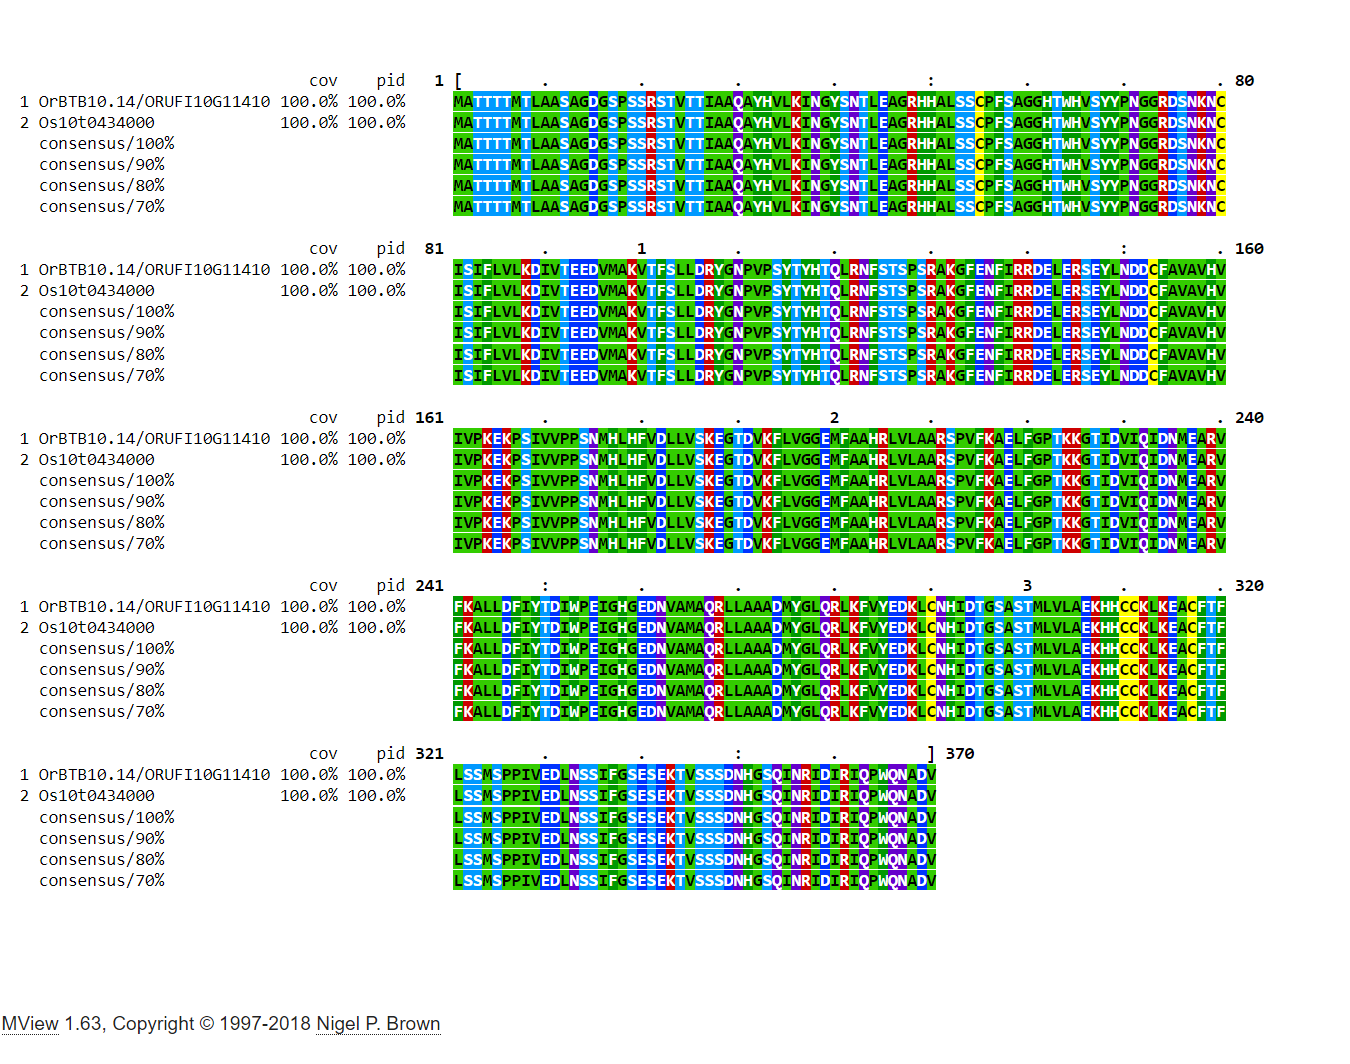 cov pid 1 [ . . . . : . . . 80
1 OrBTB10.14/ORUFI10G11410 100.0% 100.0% MATTTTMTLAASAGDGSPSSRSTVTTIAAQAYHVLKINGYSNTLEAGRHHALSSCPFSAGGHTWHVSYYPNGGRDSNKNC
2 Os10t0434000 100.0% 100.0% MATTTTMTLAASAGDGSPSSRSTVTTIAAQAYHVLKINGYSNTLEAGRHHALSSCPFSAGGHTWHVSYYPNGGRDSNKNC
consensus/100% MATTTTMTLAASAGDGSPSSRSTVTTIAAQAYHVLKINGYSNTLEAGRHHALSSCPFSAGGHTWHVSYYPNGGRDSNKNC
consensus/90% MATTTTMTLAASAGDGSPSSRSTVTTIAAQAYHVLKINGYSNTLEAGRHHALSSCPFSAGGHTWHVSYYPNGGRDSNKNC
consensus/80% MATTTTMTLAASAGDGSPSSRSTVTTIAAQAYHVLKINGYSNTLEAGRHHALSSCPFSAGGHTWHVSYYPNGGRDSNKNC
consensus/70% MATTTTMTLAASAGDGSPSSRSTVTTIAAQAYHVLKINGYSNTLEAGRHHALSSCPFSAGGHTWHVSYYPNGGRDSNKNC
cov pid 81 . 1 . . . . : . 160
1 OrBTB10.14/ORUFI10G11410 100.0% 100.0% ISIFLVLKDIVTEEDVMAKVTFSLLDRYGNPVPSYTYHTQLRNFSTSPSRAKGFENFIRRDELERSEYLNDDCFAVAVHV
2 Os10t0434000 100.0% 100.0% ISIFLVLKDIVTEEDVMAKVTFSLLDRYGNPVPSYTYHTQLRNFSTSPSRAKGFENFIRRDELERSEYLNDDCFAVAVHV
consensus/100% ISIFLVLKDIVTEEDVMAKVTFSLLDRYGNPVPSYTYHTQLRNFSTSPSRAKGFENFIRRDELERSEYLNDDCFAVAVHV
consensus/90% ISIFLVLKDIVTEEDVMAKVTFSLLDRYGNPVPSYTYHTQLRNFSTSPSRAKGFENFIRRDELERSEYLNDDCFAVAVHV
consensus/80% ISIFLVLKDIVTEEDVMAKVTFSLLDRYGNPVPSYTYHTQLRNFSTSPSRAKGFENFIRRDELERSEYLNDDCFAVAVHV
consensus/70% ISIFLVLKDIVTEEDVMAKVTFSLLDRYGNPVPSYTYHTQLRNFSTSPSRAKGFENFIRRDELERSEYLNDDCFAVAVHV
cov pid 161 . . . 2 . . . . 240
1 OrBTB10.14/ORUFI10G11410 100.0% 100.0% IVPKEKPSIVVPPSNMHLHFVDLLVSKEGTDVKFLVGGEMFAAHRLVLAARSPVFKAELFGPTKKGTIDVIQIDNMEARV
2 Os10t0434000 100.0% 100.0% IVPKEKPSIVVPPSNMHLHFVDLLVSKEGTDVKFLVGGEMFAAHRLVLAARSPVFKAELFGPTKKGTIDVIQIDNMEARV
consensus/100% IVPKEKPSIVVPPSNMHLHFVDLLVSKEGTDVKFLVGGEMFAAHRLVLAARSPVFKAELFGPTKKGTIDVIQIDNMEARV
consensus/90% IVPKEKPSIVVPPSNMHLHFVDLLVSKEGTDVKFLVGGEMFAAHRLVLAARSPVFKAELFGPTKKGTIDVIQIDNMEARV
consensus/80% IVPKEKPSIVVPPSNMHLHFVDLLVSKEGTDVKFLVGGEMFAAHRLVLAARSPVFKAELFGPTKKGTIDVIQIDNMEARV
consensus/70% IVPKEKPSIVVPPSNMHLHFVDLLVSKEGTDVKFLVGGEMFAAHRLVLAARSPVFKAELFGPTKKGTIDVIQIDNMEARV
cov pid 241 : . . . . 3 . . 320
1 OrBTB10.14/ORUFI10G11410 100.0% 100.0% FKALLDFIYTDIWPEIGHGEDNVAMAQRLLAAADMYGLQRLKFVYEDKLCNHIDTGSASTMLVLAEKHHCCKLKEACFTF
2 Os10t0434000 100.0% 100.0% FKALLDFIYTDIWPEIGHGEDNVAMAQRLLAAADMYGLQRLKFVYEDKLCNHIDTGSASTMLVLAEKHHCCKLKEACFTF
consensus/100% FKALLDFIYTDIWPEIGHGEDNVAMAQRLLAAADMYGLQRLKFVYEDKLCNHIDTGSASTMLVLAEKHHCCKLKEACFTF
consensus/90% FKALLDFIYTDIWPEIGHGEDNVAMAQRLLAAADMYGLQRLKFVYEDKLCNHIDTGSASTMLVLAEKHHCCKLKEACFTF
consensus/80% FKALLDFIYTDIWPEIGHGEDNVAMAQRLLAAADMYGLQRLKFVYEDKLCNHIDTGSASTMLVLAEKHHCCKLKEACFTF
consensus/70% FKALLDFIYTDIWPEIGHGEDNVAMAQRLLAAADMYGLQRLKFVYEDKLCNHIDTGSASTMLVLAEKHHCCKLKEACFTF
cov pid 321 . . : . ] 370
1 OrBTB10.14/ORUFI10G11410 100.0% 100.0% LSSMSPPIVEDLNSSIFGSESEKTVSSSDNHGSQINRIDIRIQPWQNADV
2 Os10t0434000 100.0% 100.0% LSSMSPPIVEDLNSSIFGSESEKTVSSSDNHGSQINRIDIRIQPWQNADV
consensus/100% LSSMSPPIVEDLNSSIFGSESEKTVSSSDNHGSQINRIDIRIQPWQNADV
consensus/90% LSSMSPPIVEDLNSSIFGSESEKTVSSSDNHGSQINRIDIRIQPWQNADV
consensus/80% LSSMSPPIVEDLNSSIFGSESEKTVSSSDNHGSQINRIDIRIQPWQNADV
consensus/70% LSSMSPPIVEDLNSSIFGSESEKTVSSSDNHGSQINRIDIRIQPWQNADV
MView 1.63, Copyright © 1997-2018 Nigel P. Brown